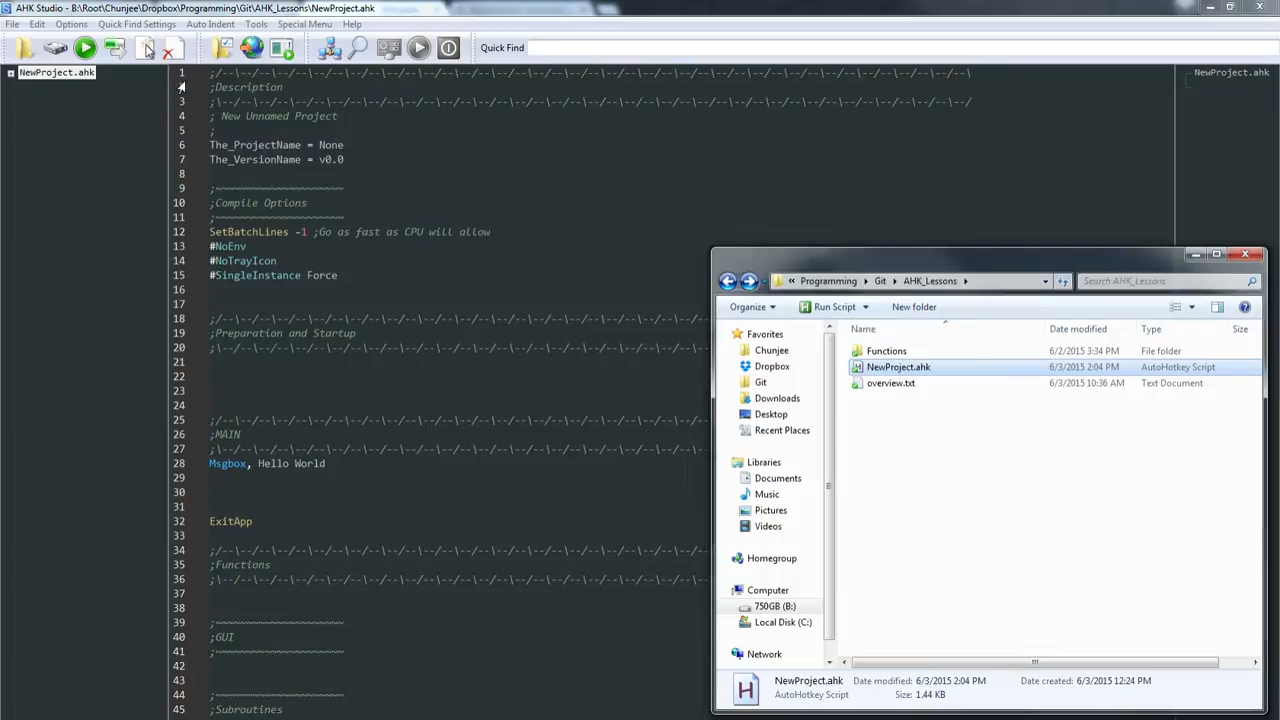 AHK Studio - B:\Root\Chunjee\Dropbox\Programming\Git\AHK_Lessons\NewProject.ahk
File Edit Options Quick Find Settings Auto Indent Tools Special Menu Help
Quick Find
NewProject.ahk
NewProject.ahk
1 ;/--\--/--\--/--\--/--\--/--\--/--\--/--\--/--\--/--\--/--\--/--\--/--\--/--\--/--\--/--\--/--\--/--\--/--\--/--\
2 ;Description
3 ;\--/--\--/--\--/--\--/--\--/--\--/--\--/--\--/--\--/--\--/--\--/--\--/--\--/--\--/--\--/--\--/--\--/--\--/--\--/
4 ; New Unnamed Project
5 ;
6 The_ProjectName = None
7 The_VersionName = v0.0
8
9 ;~~~~~~~~~~~~~~~~~~~~~
10 ;Compile Options
11 ;~~~~~~~~~~~~~~~~~~~~~
12 SetBatchLines -1 ;Go as fast as CPU will allow
13 #NoEnv
14 #NoTrayIcon
15 #SingleInstance Force
16
17
18 ;/--\--/--\--/--\--/--\--/--\--/--\--/--\--/--\--/--\--/--\--/--\--/--\--/--\
19 ;Preparation and Startup
20 ;\--/--\--/--\--/--\--/--\--/--\--/--\--/--\--/--\--/--\--/--\--/--\--/--\--/
21
22
23
24
25 ;/--\--/--\--/--\--/--\--/--\--/--\--/--\--/--\--/--\--/--\--/--\--/--\--/--\
26 ;MAIN
27 ;\--/--\--/--\--/--\--/--\--/--\--/--\--/--\--/--\--/--\--/--\--/--\--/--\--/
28 Msgbox, Hello World
29
30
31
32 ExitApp
33
34 ;/--\--/--\--/--\--/--\--/--\--/--\--/--\--/--\--/--\--/--\--/--\--/--\--/--\
35 ;Functions
36 ;\--/--\--/--\--/--\--/--\--/--\--/--\--/--\--/--\--/--\--/--\--/--\--/--\--/
37
38
39 ;~~~~~~~~~~~~~~~~~~~~~
40 ;GUI
41 ;~~~~~~~~~~~~~~~~~~~~~
42
43
44 ;~~~~~~~~~~~~~~~~~~~~~
45 ;Subroutines
« Programming ▸ Git ▸ AHK_Lessons ▸
Search AHK_Lessons
Organize Run Script New folder
Name Date modified Type Size
Functions 6/2/2015 3:34 PM File folder
NewProject.ahk 6/3/2015 2:04 PM AutoHotkey Script
overview.txt 6/3/2015 10:36 AM Text Document
Favorites
Chunjee
Dropbox
Git
Downloads
Desktop
Recent Places
Libraries
Documents
Music
Pictures
Videos
Homegroup
Computer
750GB (B:)
Local Disk (C:)
Network
NewProject.ahk Date modified: 6/3/2015 2:04 PM Date created: 6/3/2015 12:24 PM
AutoHotkey Script Size: 1.44 KB